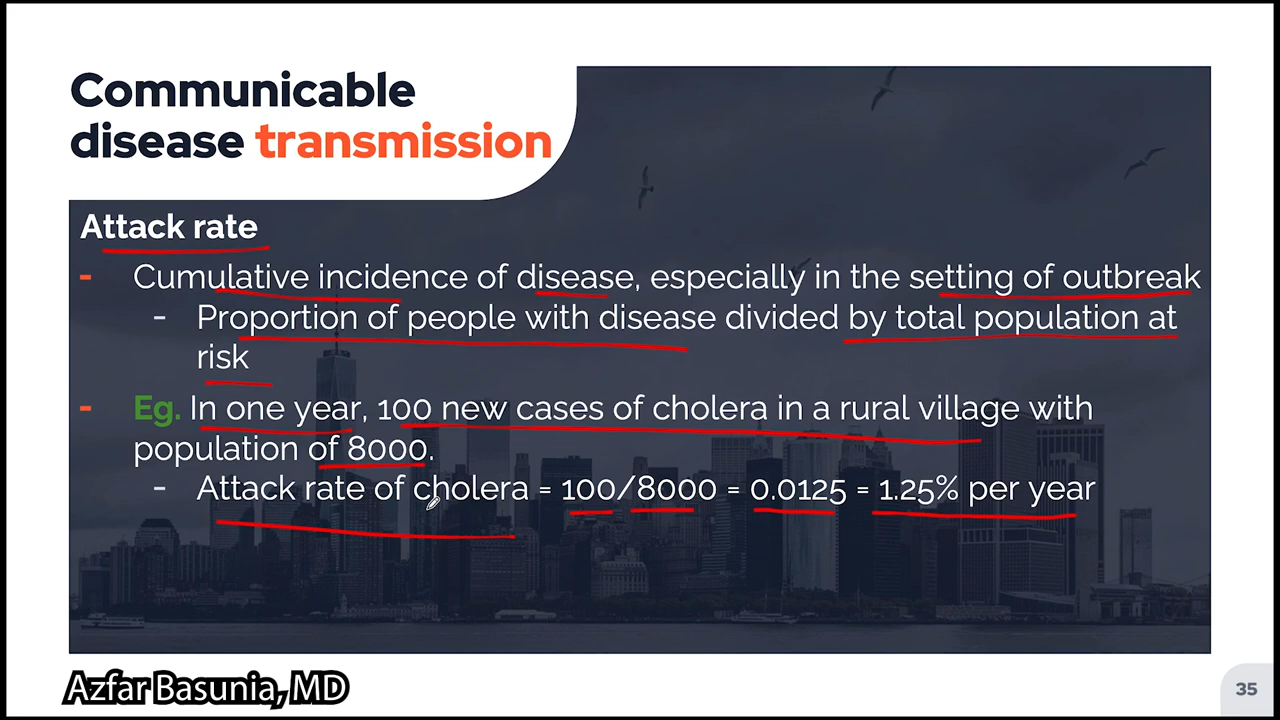 Communicable
disease transmission
Attack rate
- Cumulative incidence of disease, especially in the setting of outbreak
- Proportion of people with disease divided by total population at
risk
- Eg. In one year, 100 new cases of cholera in a rural village with
population of 8000.
- Attack rate of cholera = 100/8000 = 0.0125 = 1.25% per year
Azfar Basunia, MD
35